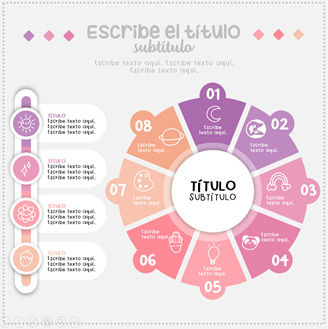 Escribe el título
subtítulo
Escribe texto aquí. Escribe texto aquí.
Escribe texto aquí.
TÍTULO
Escribe texto aquí.
Escribe texto aquí.
TÍTULO
Escribe texto aquí.
Escribe texto aquí.
TÍTULO
Escribe texto aquí.
Escribe texto aquí.
TÍTULO
Escribe texto aquí.
Escribe texto aquí.
01
Escribe
texto aquí.
02
Escribe
texto aquí.
03
Escribe
texto aquí.
04
Escribe
texto aquí.
05
Escribe
texto aquí.
06
Escribe
texto aquí.
07
Escribe
texto aquí.
08
Escribe
texto aquí.
TÍTULO
SUBTÍTULO